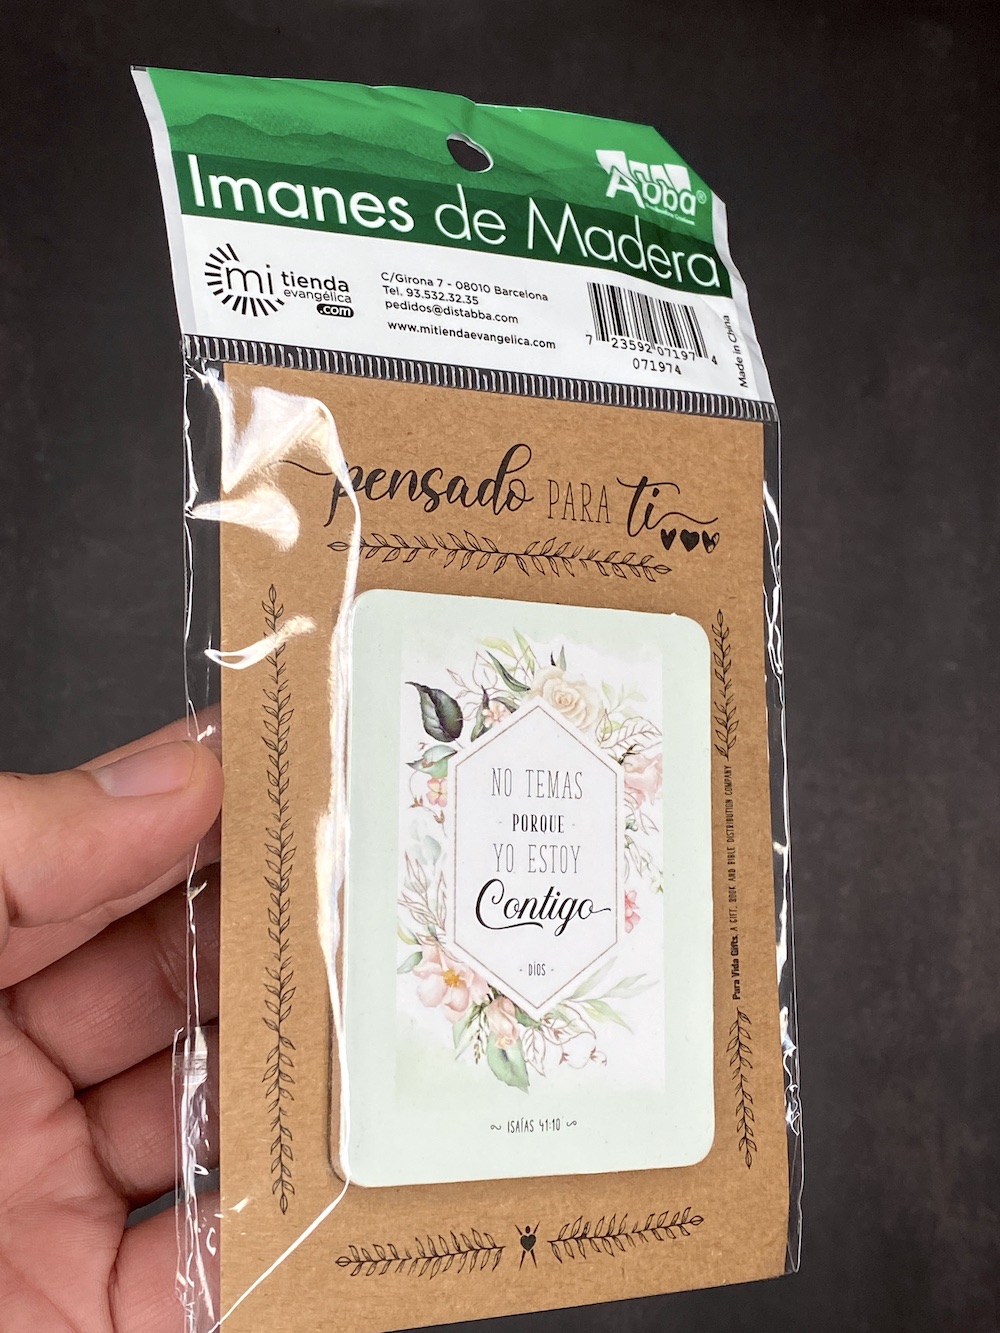 Abba®
Imanes de Madera
mi tienda
evangélica
.com
C/Girona 7 - 08010 Barcelona
Tel. 93.532.32.35
pedidos@distabba.com
www.mitiendaevangelica.com
7 23592 07197 4
071974
Made in China
pensado PARA ti
NO TEMAS
- PORQUE -
YO ESTOY
Contigo
- DÍOS -
~ ISAÍAS 41:10 ~
Para Vida Gifts. A GIFT, BOOK AND BIBLE DISTRIBUTION COMPANY